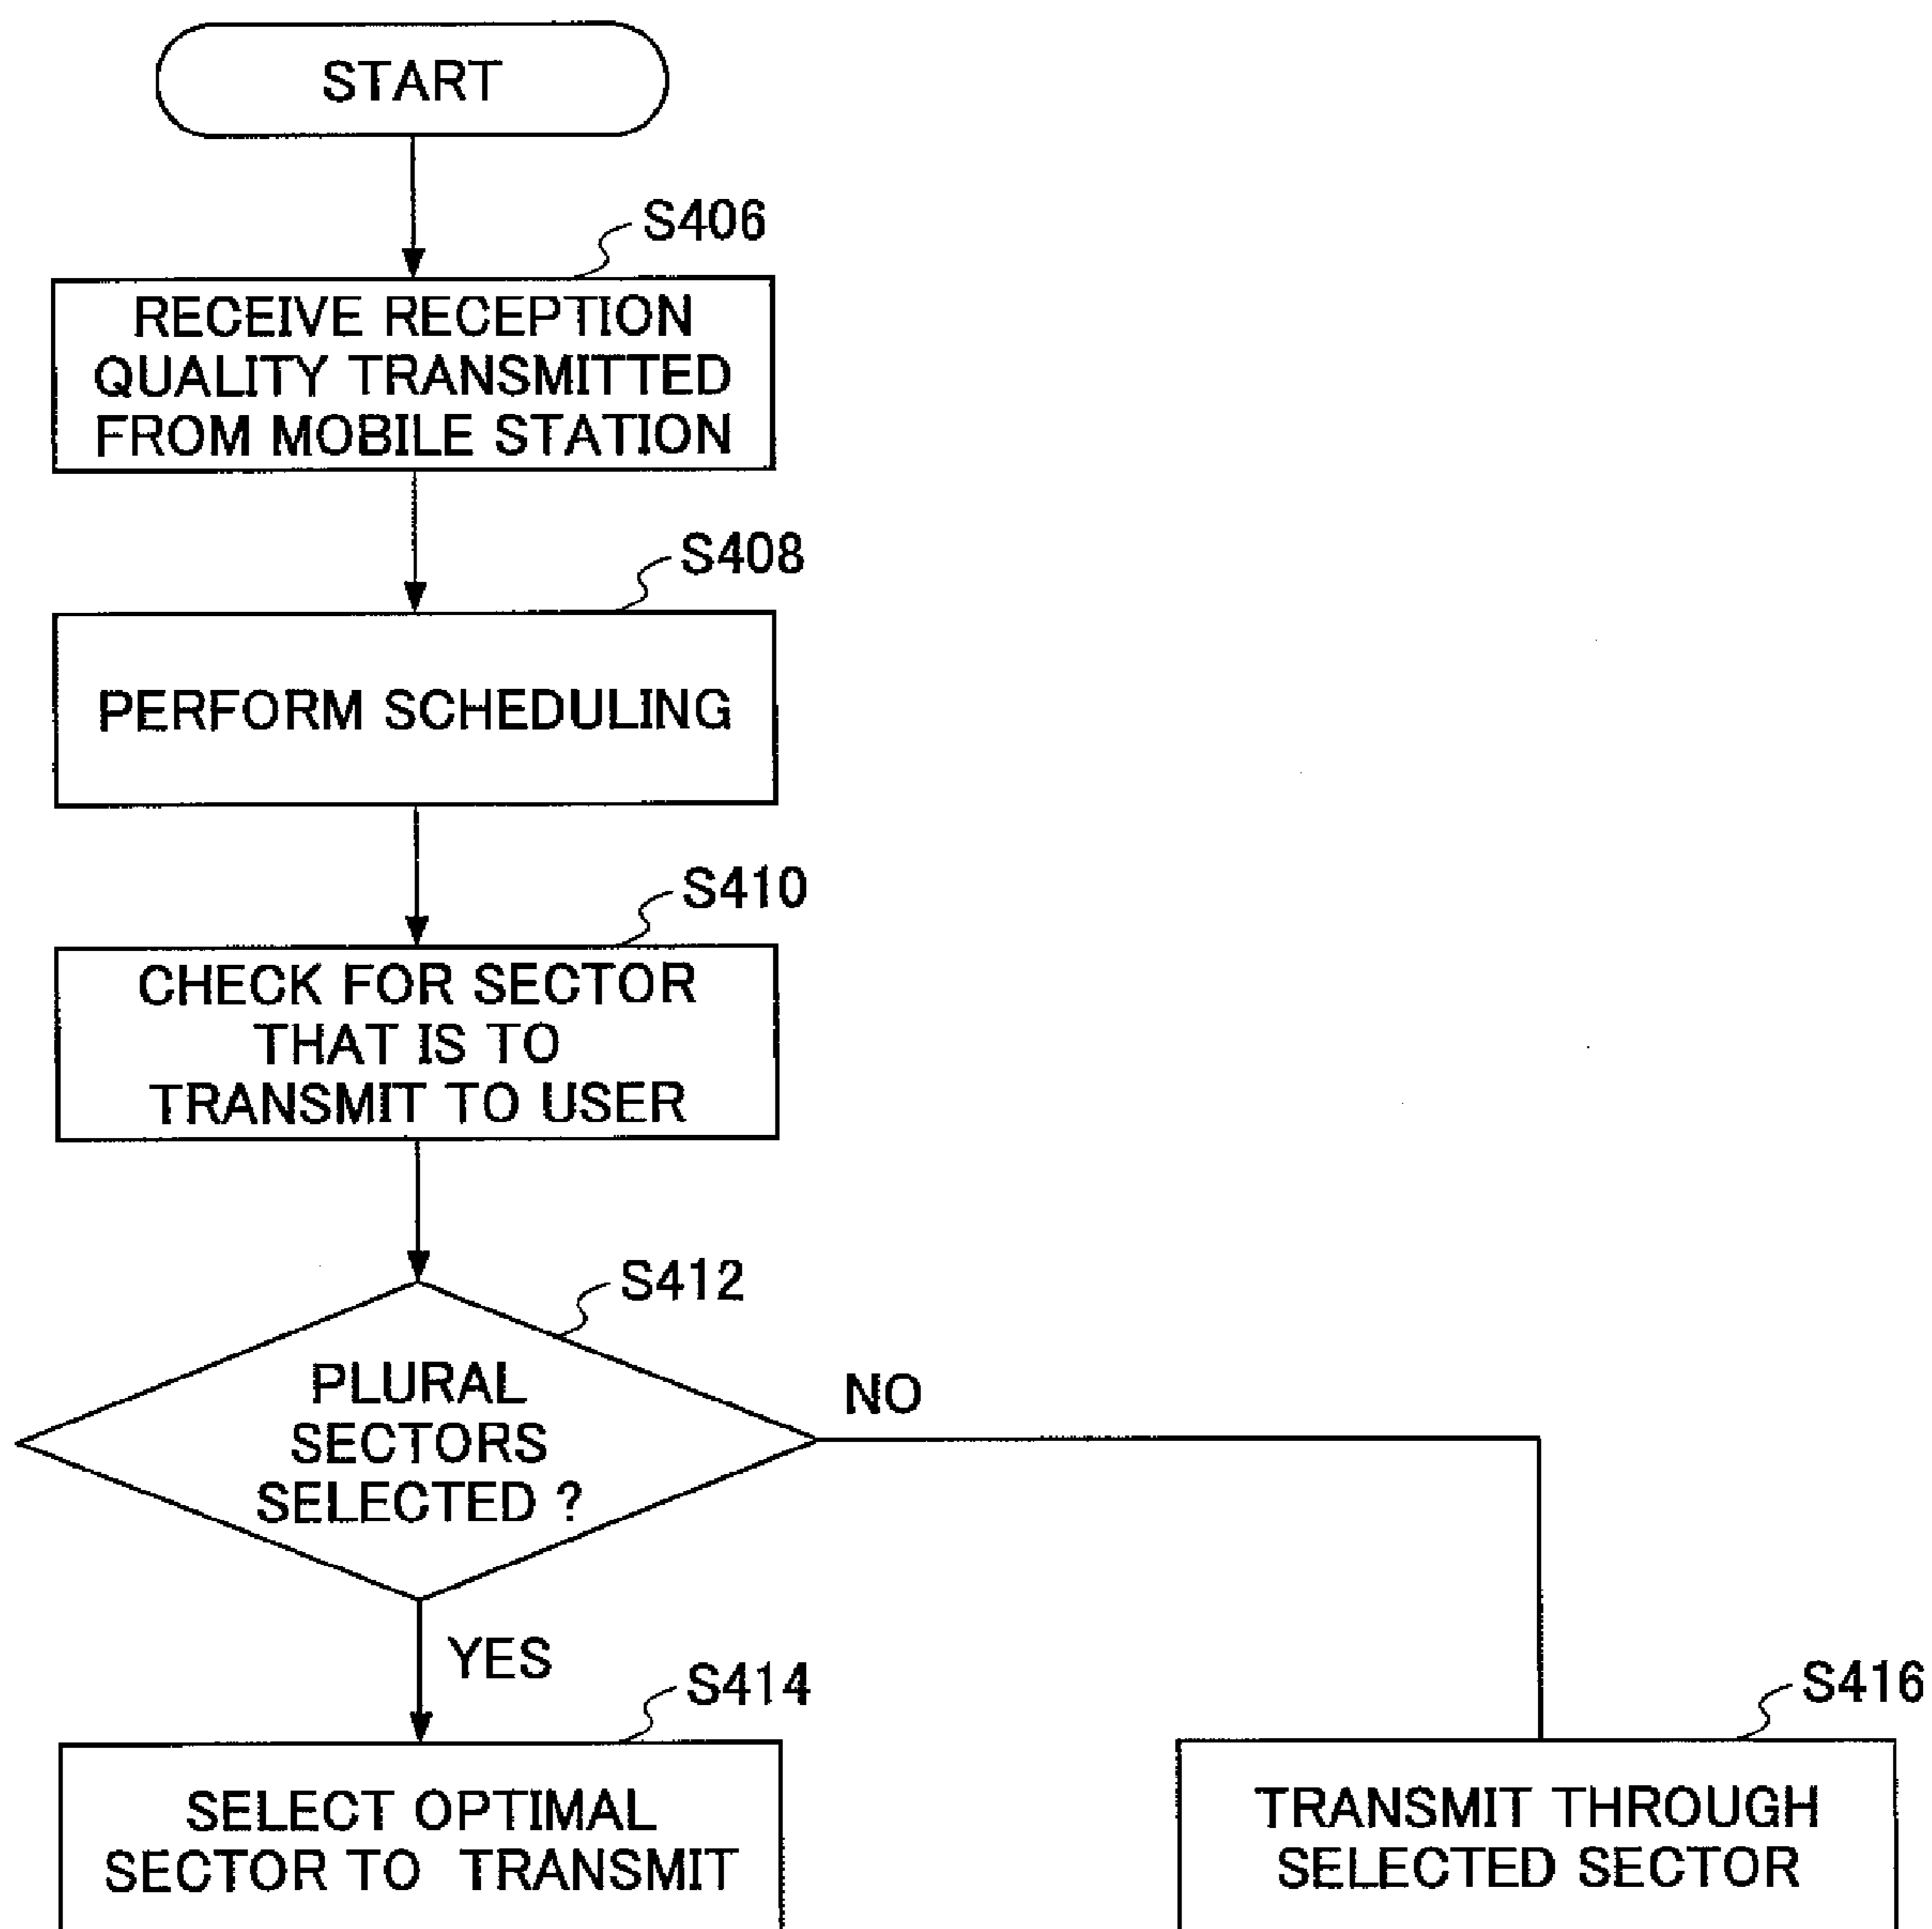 START
S406
RECEIVE RECEPTION
QUALITY TRANSMITTED
FROM MOBILE STATION
S408
PERFORM SCHEDULING
S410
CHECK FOR SECTOR
THAT IS TO
TRANSMIT TO USER
S412
PLURAL
SECTORS
SELECTED ?
NO
YES
S414
SELECT OPTIMAL
SECTOR TO TRANSMIT
S416
TRANSMIT THROUGH
SELECTED SECTOR